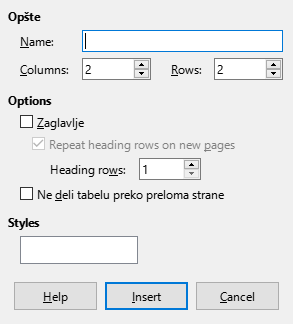 Opšte
Name:
Columns: 2 Rows: 2
Options
Zaglavlje
Repeat heading rows on new pages
Heading rows: 1
Ne deli tabelu preko preloma strane
Styles
Help Insert Cancel